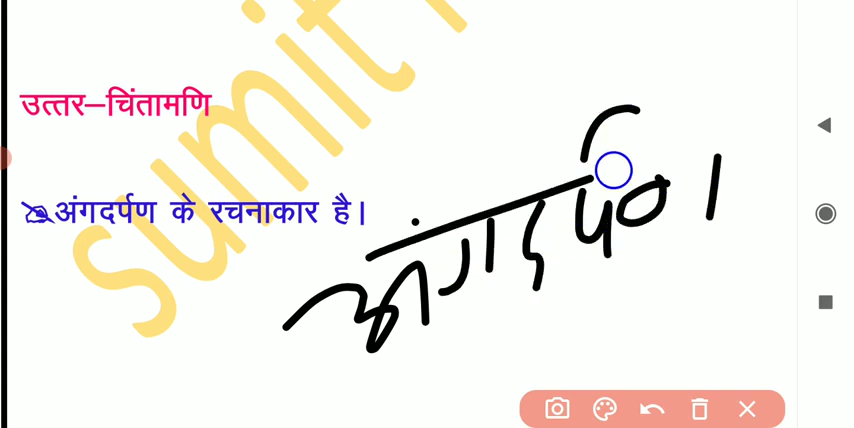 उत्तर–चिंतामणि
✍अंगदर्पण के रचनाकार है।
अंगदर्पण
sumit